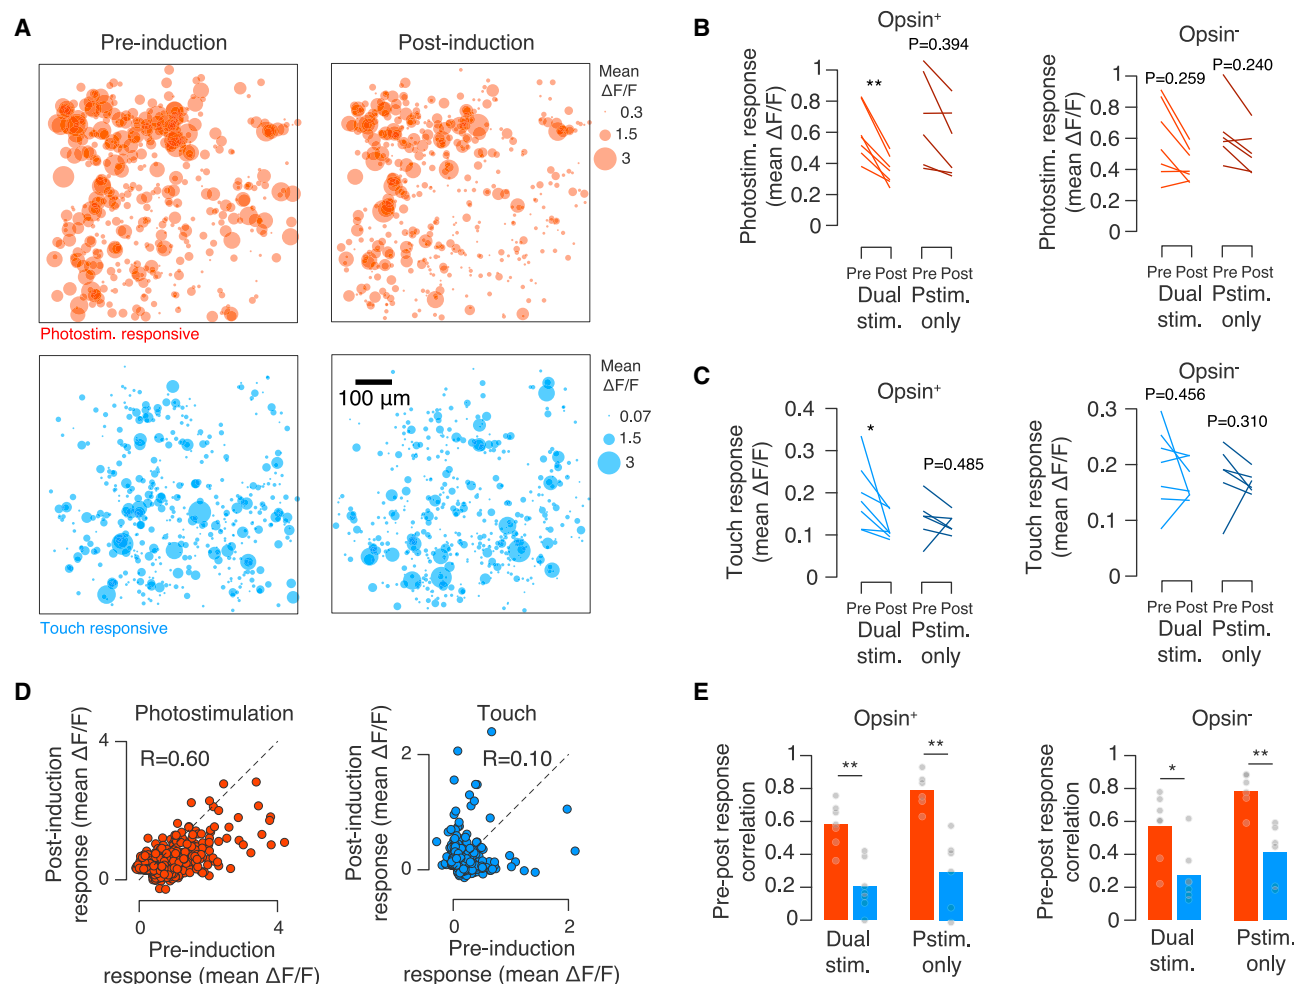 A
Pre-induction
Post-induction
Mean
ΔF/F
0.3
1.5
3
Photostim. responsive
Mean
ΔF/F
0.07
1.5
3
100 µm
Touch responsive
B
Opsin+
P=0.394
**
Photostim. response
(mean ΔF/F)
1
0.8
0.6
0.4
0.2
0
Pre Post
Pre Post
Dual
stim.
Pstim.
only
Opsin-
P=0.259
P=0.240
Photostim. response
(mean ΔF/F)
1
0.8
0.6
0.4
0.2
0
Pre Post
Pre Post
Dual
stim.
Pstim.
only
C
Opsin+
*
P=0.485
Touch response
(mean ΔF/F)
0.4
0.3
0.2
0.1
0
Pre Post
Pre Post
Dual
stim.
Pstim.
only
Opsin-
P=0.456
P=0.310
Touch response
(mean ΔF/F)
0.3
0.2
0.1
0
Pre Post
Pre Post
Dual
stim.
Pstim.
only
D
Photostimulation
R=0.60
Post-induction
response (mean ΔF/F)
4
0
0
4
Pre-induction
response (mean ΔF/F)
Touch
R=0.10
Post-induction
response (mean ΔF/F)
2
0
0
2
Pre-induction
response (mean ΔF/F)
E
Opsin+
**
**
Pre-post response
correlation
1
0.8
0.6
0.4
0.2
0
Dual
stim.
Pstim.
only
Opsin-
*
**
Pre-post response
correlation
1
0.8
0.6
0.4
0.2
0
Dual
stim.
Pstim.
only